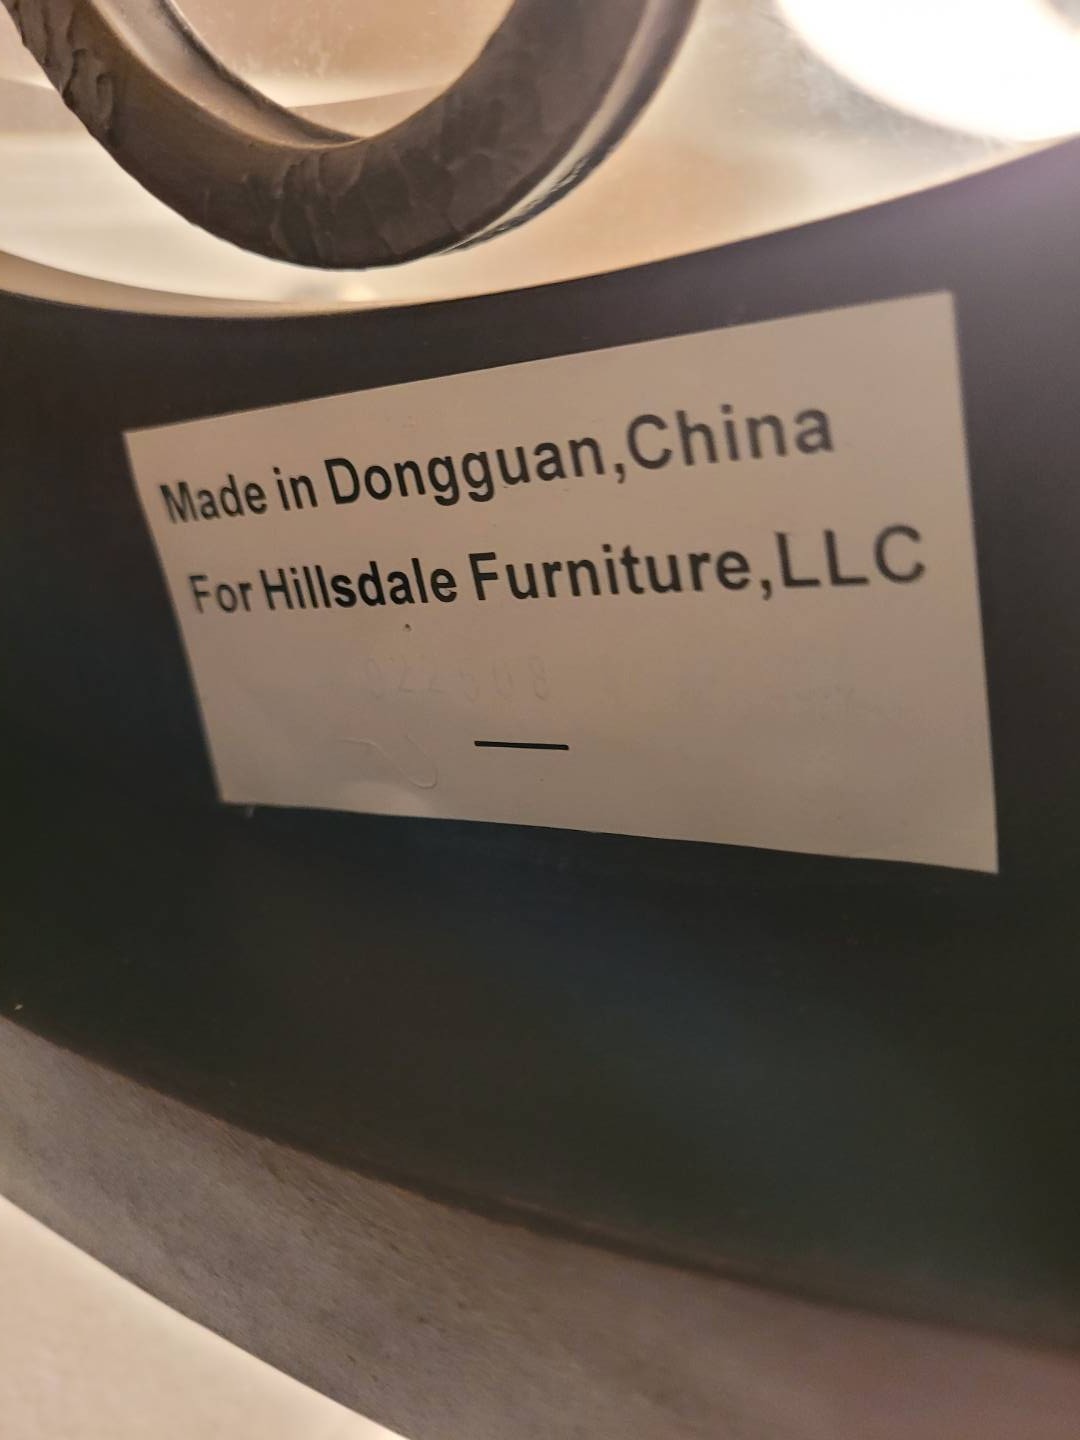 Made in Dongguan,China
For Hillsdale Furniture,LLC